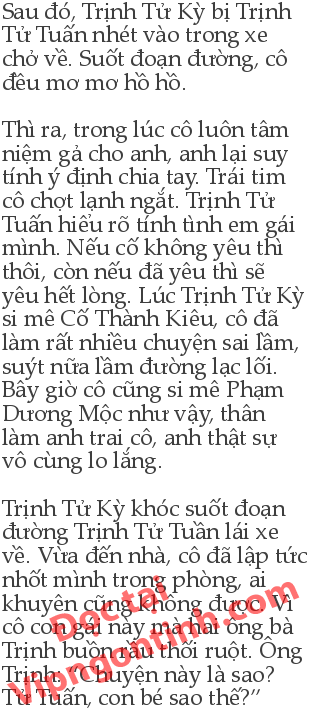 Sau đó, Trịnh Tử Kỳ bị Trịnh
Tử Tuấn nhét vào trong xe
chở về. Suốt đoạn đường, cô
đều mơ mơ hồ hồ.
Thì ra, trong lúc cô luôn tâm
niệm gả cho anh, anh lại suy
tính ý định chia tay. Trái tim
cô chợt lạnh ngắt. Trịnh Tử
Tuấn hiểu rõ tính tình em gái
mình. Nếu cố không yêu thì
thôi, còn nếu đã yêu thì sẽ
yêu hết lòng. Lúc Trịnh Tử Kỳ
si mê Cố Thành Kiêu, cô đã
làm rất nhiều chuyện sai lầm,
suýt nữa lầm đường lạc lối.
Bây giờ cô cũng si mê Phạm
Dương Mộc như vậy, thân
làm anh trai cô, anh thật sự
vô cùng lo lắng.
Trịnh Tử Kỳ khóc suốt đoạn
đường Trịnh Tử Tuần lái xe
về. Vừa đến nhà, cô đã lập tức
nhốt mình trong phòng, ai
khuyên cũng không được. Vì
cô con gái này mà hai ông bà
Trịnh buồn rầu thối ruột. Ông
Trịnh: “Chuyện này là sao?
Tử Tuấn, con bé sao thế?”
Đọc tại
Vipngontinh.com